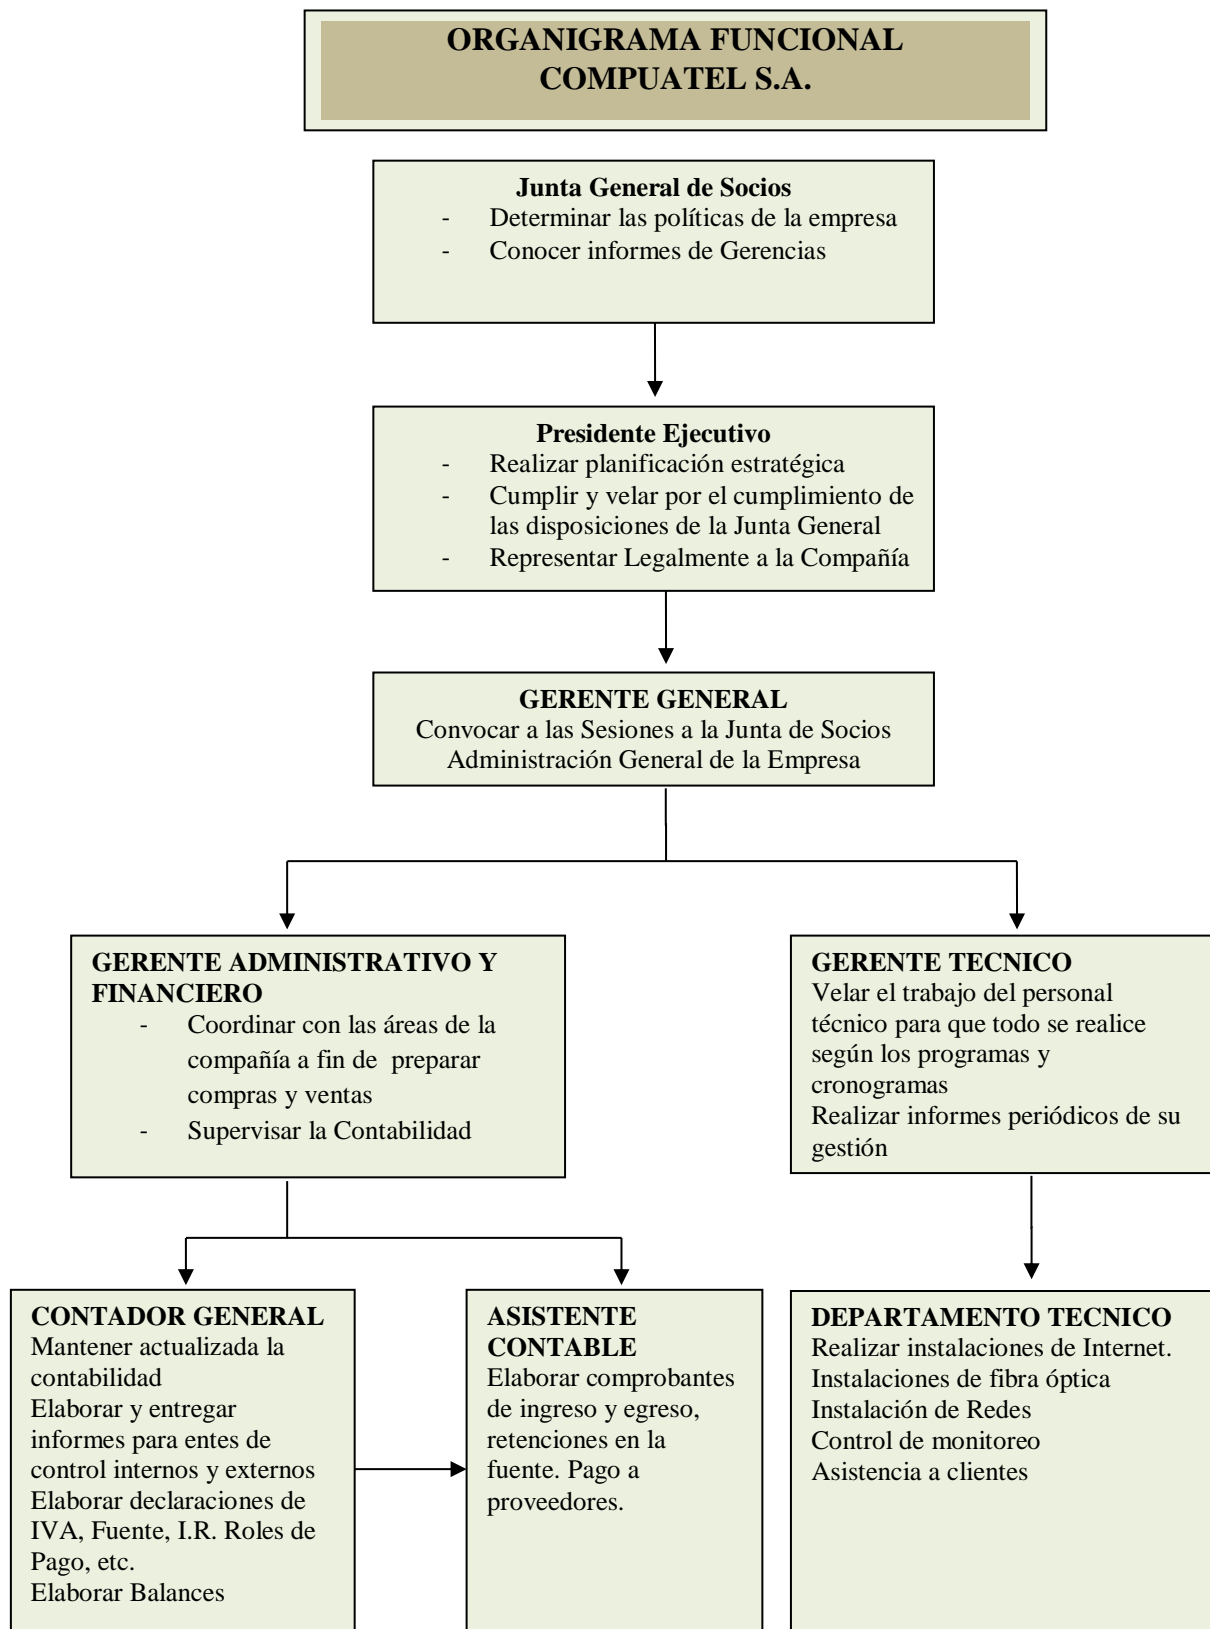 ORGANIGRAMA FUNCIONAL
COMPUATEL S.A.
Junta General de Socios
- Determinar las políticas de la empresa
- Conocer informes de Gerencias
Presidente Ejecutivo
- Realizar planificación estratégica
- Cumplir y velar por el cumplimiento de
las disposiciones de la Junta General
- Representar Legalmente a la Compañía
GERENTE GENERAL
Convocar a las Sesiones a la Junta de Socios
Administración General de la Empresa
GERENTE ADMINISTRATIVO Y
FINANCIERO
- Coordinar con las áreas de la
compañía a fin de preparar
compras y ventas
- Supervisar la Contabilidad
GERENTE TECNICO
Velar el trabajo del personal
técnico para que todo se realice
según los programas y
cronogramas
Realizar informes periódicos de su
gestión
CONTADOR GENERAL
Mantener actualizada la
contabilidad
Elaborar y entregar
informes para entes de
control internos y externos
Elaborar declaraciones de
IVA, Fuente, I.R. Roles de
Pago, etc.
Elaborar Balances
ASISTENTE
CONTABLE
Elaborar comprobantes
de ingreso y egreso,
retenciones en la
fuente. Pago a
proveedores.
DEPARTAMENTO TECNICO
Realizar instalaciones de Internet.
Instalaciones de fibra óptica
Instalación de Redes
Control de monitoreo
Asistencia a clientes